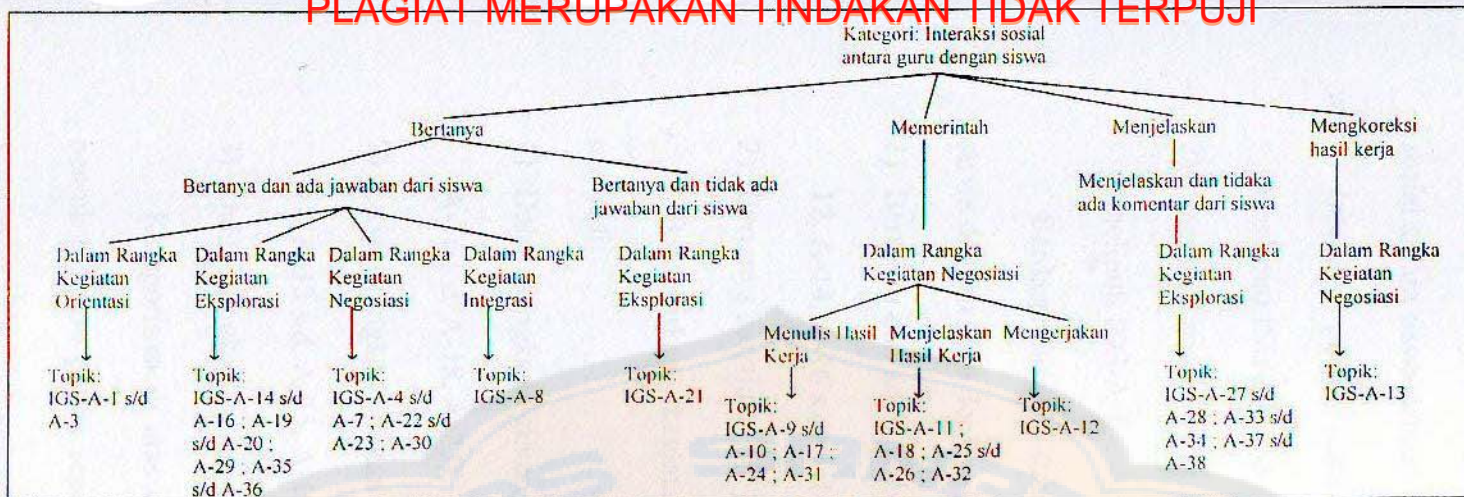 PLAGIAT MERUPAKAN TINDAKAN TIDAK TERPUJI
Kategori: Interaksi sosial
antara guru dengan siswa
Bertanya
Memerintah
Menjelaskan
Mengkoreksi
hasil kerja
Bertanya dan ada jawaban dari siswa
Bertanya dan tidak ada
jawaban dari siswa
Menjelaskan dan tidaka
ada komentar dari siswa
Dalam Rangka
Kegiatan
Orientasi
Dalam Rangka
Kegiatan
Eksplorasi
Dalam Rangka
Kegiatan
Negosiasi
Dalam Rangka
Kegiatan
Integrasi
Dalam Rangka
Kegiatan
Eksplorasi
Dalam Rangka
Kegiatan Negosiasi
Dalam Rangka
Kegiatan
Eksplorasi
Dalam Rangka
Kegiatan
Negosiasi
Menulis Hasil
Kerja
Menjelaskan
Hasil Kerja
Mengerjakan
Topik:
IGS-A-1 s/d
A-3
Topik:
IGS-A-14 s/d
A-16 ; A-19
s/d A-20 ;
A-29 ; A-35
s/d A-36
Topik:
IGS-A-4 s/d
A-7 ; A-22 s/d
A-23 ; A-30
Topik:
IGS-A-8
Topik:
IGS-A-21
Topik:
IGS-A-9 s/d
A-10 ; A-17 ;
A-24 ; A-31
Topik:
IGS-A-11 ;
A-18 ; A-25 s/d
A-26 ; A-32
Topik:
IGS-A-12
Topik:
IGS-A-27 s/d
A-28 ; A-33 s/d
A-34 ; A-37 s/d
A-38
Topik:
IGS-A-13